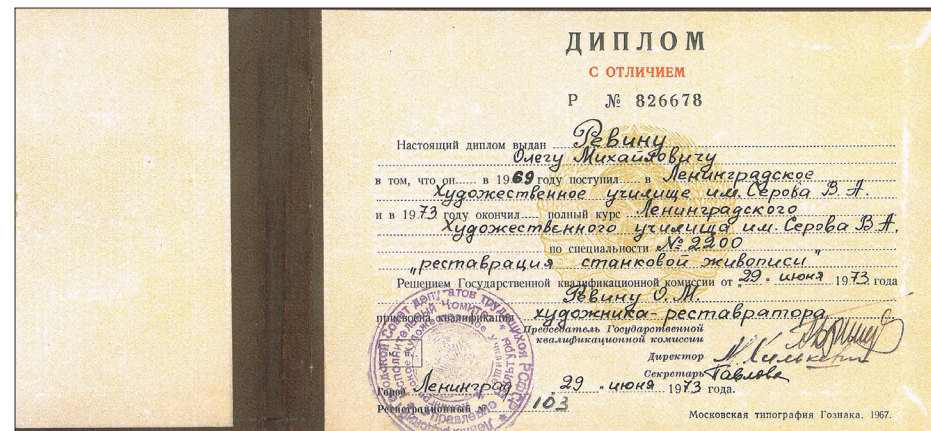 ДИПЛОМ
С ОТЛИЧИЕМ
Р № 826678
Настоящий диплом выдан Ревину
Олегу Михайловичу
в том, что он в 1969 году поступил в Ленинградское
Художественное училище им. Серова В. А.
и в 1973 году окончил полный курс Ленинградского
Художественного училища им. Серова В. А.
по специальности № 2200
„реставрация станковой живописи"
Решением Государственной квалификационной комиссии от 29 июня 1973 года
Ревину О. М.
присвоена квалификация художника-реставратора
Председатель Государственной
квалификационной комиссии
Директор
Секретарь Павлова
Город Ленинград 29 июня 1973 года.
Регистрационный № 103
Московская типография Гознака. 1967.